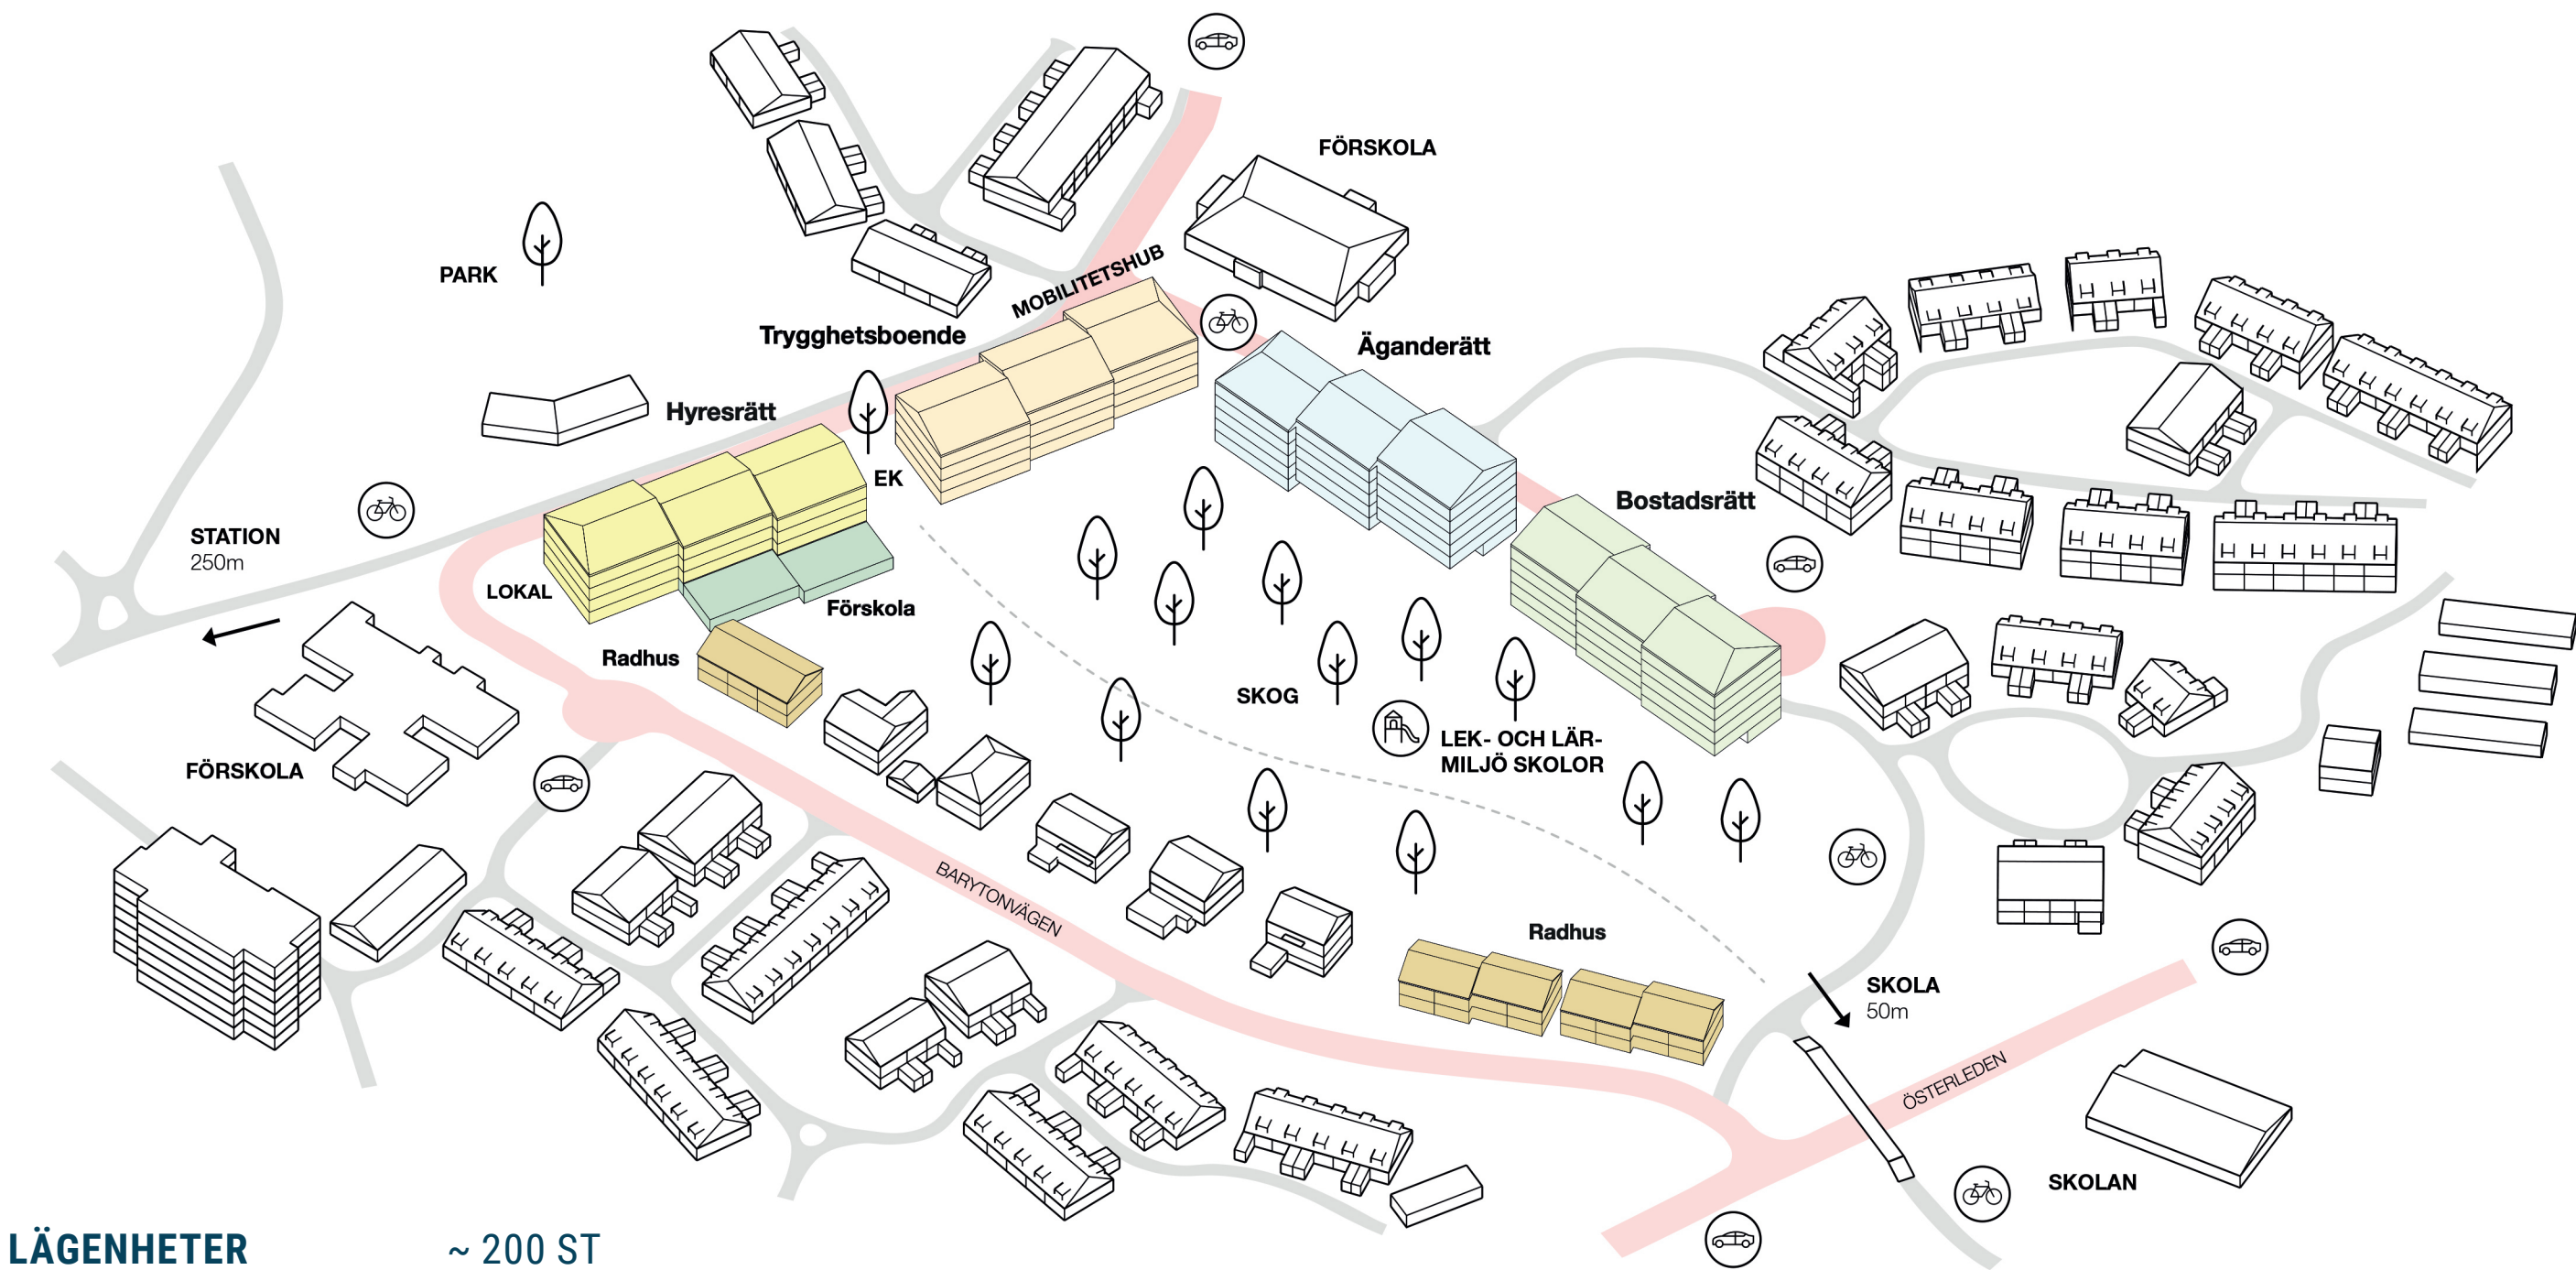 FÖRSKOLA
PARK
MOBILITETSHUB
Trygghetsboende
Äganderätt
Hyresrätt
EK
Bostadsrätt
STATION
250m
LOKAL
Förskola
Radhus
SKOG
LEK- OCH LÄR-
MILJÖ SKOLOR
FÖRSKOLA
BARYTONVÄGEN
Radhus
SKOLA
50m
ÖSTERLEDEN
SKOLAN
LÄGENHETER ~ 200 ST